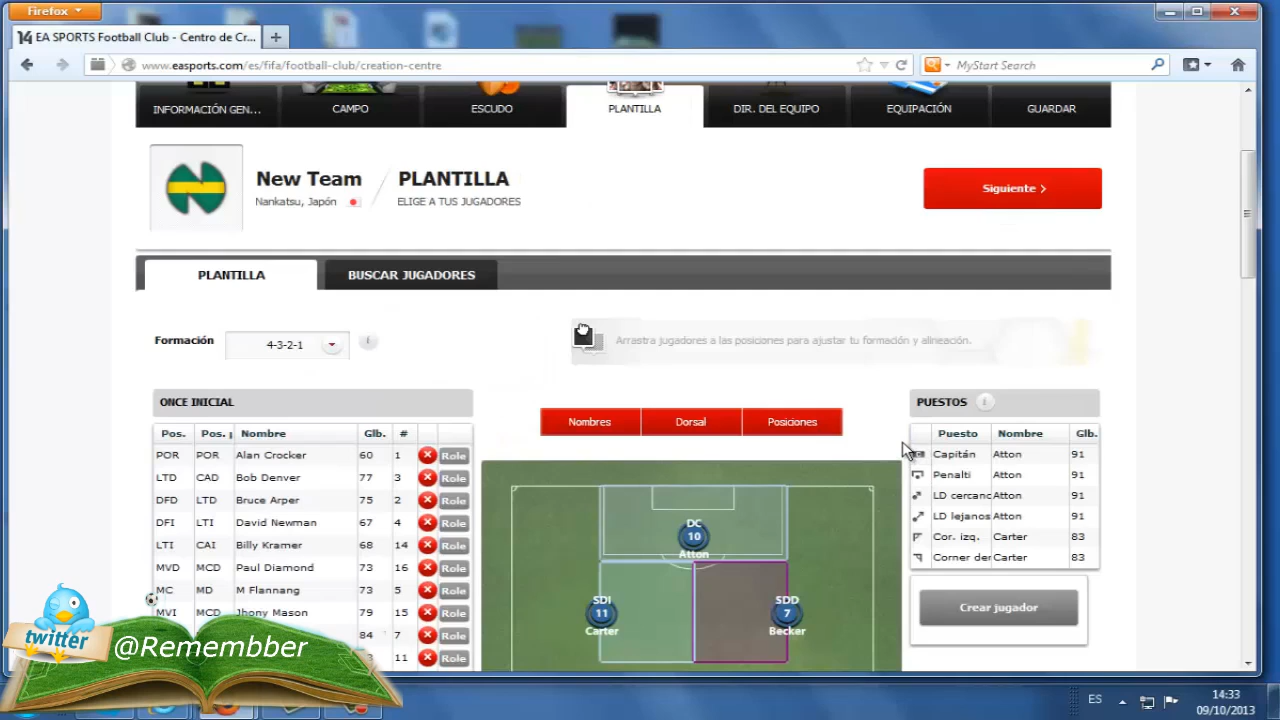 Firefox
EA SPORTS Football Club - Centro de Cr...
www.easports.com/es/fifa/football-club/creation-centre
MyStart Search
INFORMACIÓN GEN...
CAMPO
ESCUDO
PLANTILLA
DIR. DEL EQUIPO
EQUIPACIÓN
GUARDAR
New Team
Nankatsu, Japón
PLANTILLA
ELIGE A TUS JUGADORES
Siguiente >
PLANTILLA
BUSCAR JUGADORES
Formación
4-3-2-1
Arrastra jugadores a las posiciones para ajustar tu formación y alineación.
ONCE INICIAL
Pos. Pos. Nombre Glb. #
POR POR Alan Crocker 60 1 Role
LTD CAD Bob Denver 77 3 Role
DFD LTD Bruce Arper 75 2 Role
DFI LTI David Newman 67 4 Role
LTI CAI Billy Kramer 68 14 Role
MVD MCD Paul Diamond 73 16 Role
MC MD M Flannang 73 5 Role
MVI MCD Jhony Mason 79 15 Role
84 7 Role
11 Role
Nombres
Dorsal
Posiciones
DC
10
Atton
SDI
11
Carter
SDD
7
Becker
PUESTOS
Puesto Nombre Glb.
Capitán Atton 91
Penalti Atton 91
LD cercano Atton 91
LD lejanos Atton 91
Cor. izq. Carter 83
Corner der Carter 83
Crear jugador
twitter
@Remembber
ES
14:33
09/10/2013